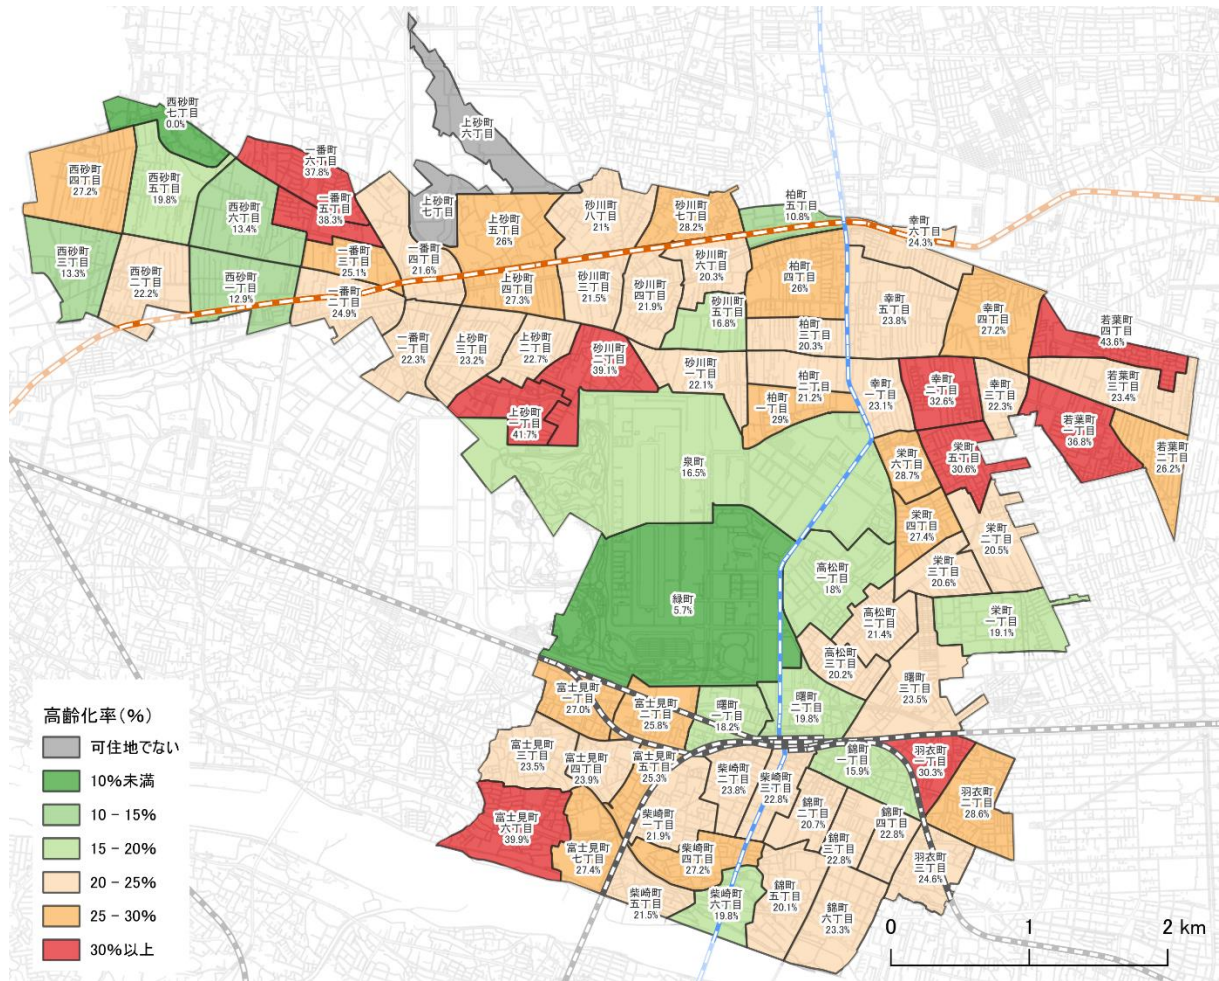 西砂町
七丁目
0.0%
上砂町
六丁目
一番町
六丁目
37.8%
西砂町
四丁目
27.2%
西砂町
五丁目
19.8%
西砂町
六丁目
13.4%
一番町
五丁目
38.3%
上砂町
七丁目
上砂町
五丁目
26%
砂川町
八丁目
21%
砂川町
七丁目
28.2%
柏町
五丁目
10.8%
幸町
六丁目
24.3%
西砂町
三丁目
13.3%
西砂町
二丁目
22.2%
西砂町
一丁目
12.9%
一番町
三丁目
25.1%
一番町
四丁目
21.6%
一番町
二丁目
24.9%
上砂町
四丁目
27.3%
砂川町
三丁目
21.5%
砂川町
四丁目
21.9%
砂川町
六丁目
20.3%
柏町
四丁目
26%
幸町
五丁目
23.8%
幸町
四丁目
27.2%
若葉町
四丁目
43.6%
一番町
一丁目
22.3%
上砂町
三丁目
23.2%
上砂町
二丁目
22.7%
砂川町
二丁目
39.1%
砂川町
五丁目
16.8%
柏町
三丁目
20.3%
砂川町
一丁目
22.1%
柏町
二丁目
21.2%
柏町
一丁目
29%
幸町
一丁目
23.1%
幸町
二丁目
32.6%
幸町
三丁目
22.3%
若葉町
三丁目
23.4%
若葉町
一丁目
36.8%
若葉町
二丁目
26.2%
上砂町
一丁目
41.7%
泉町
16.5%
栄町
六丁目
28.7%
栄町
五丁目
30.6%
栄町
四丁目
27.4%
栄町
二丁目
20.5%
栄町
三丁目
20.6%
栄町
一丁目
19.1%
緑町
5.7%
高松町
一丁目
18%
高松町
二丁目
21.4%
高松町
三丁目
20.2%
曙町
三丁目
23.5%
富士見町
一丁目
27.0%
富士見町
二丁目
25.8%
曙町
一丁目
18.2%
曙町
二丁目
19.8%
富士見町
三丁目
23.5%
富士見町
四丁目
23.9%
富士見町
五丁目
25.3%
柴崎町
二丁目
23.8%
柴崎町
三丁目
22.8%
錦町
一丁目
15.9%
羽衣町
一丁目
30.3%
羽衣町
二丁目
28.6%
富士見町
六丁目
39.9%
富士見町
七丁目
27.4%
柴崎町
一丁目
21.9%
柴崎町
四丁目
27.2%
錦町
二丁目
20.7%
錦町
三丁目
22.8%
錦町
四丁目
22.8%
羽衣町
三丁目
24.6%
柴崎町
五丁目
21.5%
柴崎町
六丁目
19.8%
錦町
五丁目
20.1%
錦町
六丁目
23.3%
高齢化率(%)
可住地でない
10%未満
10 - 15%
15 - 20%
20 - 25%
25 - 30%
30%以上
0 1 2 km